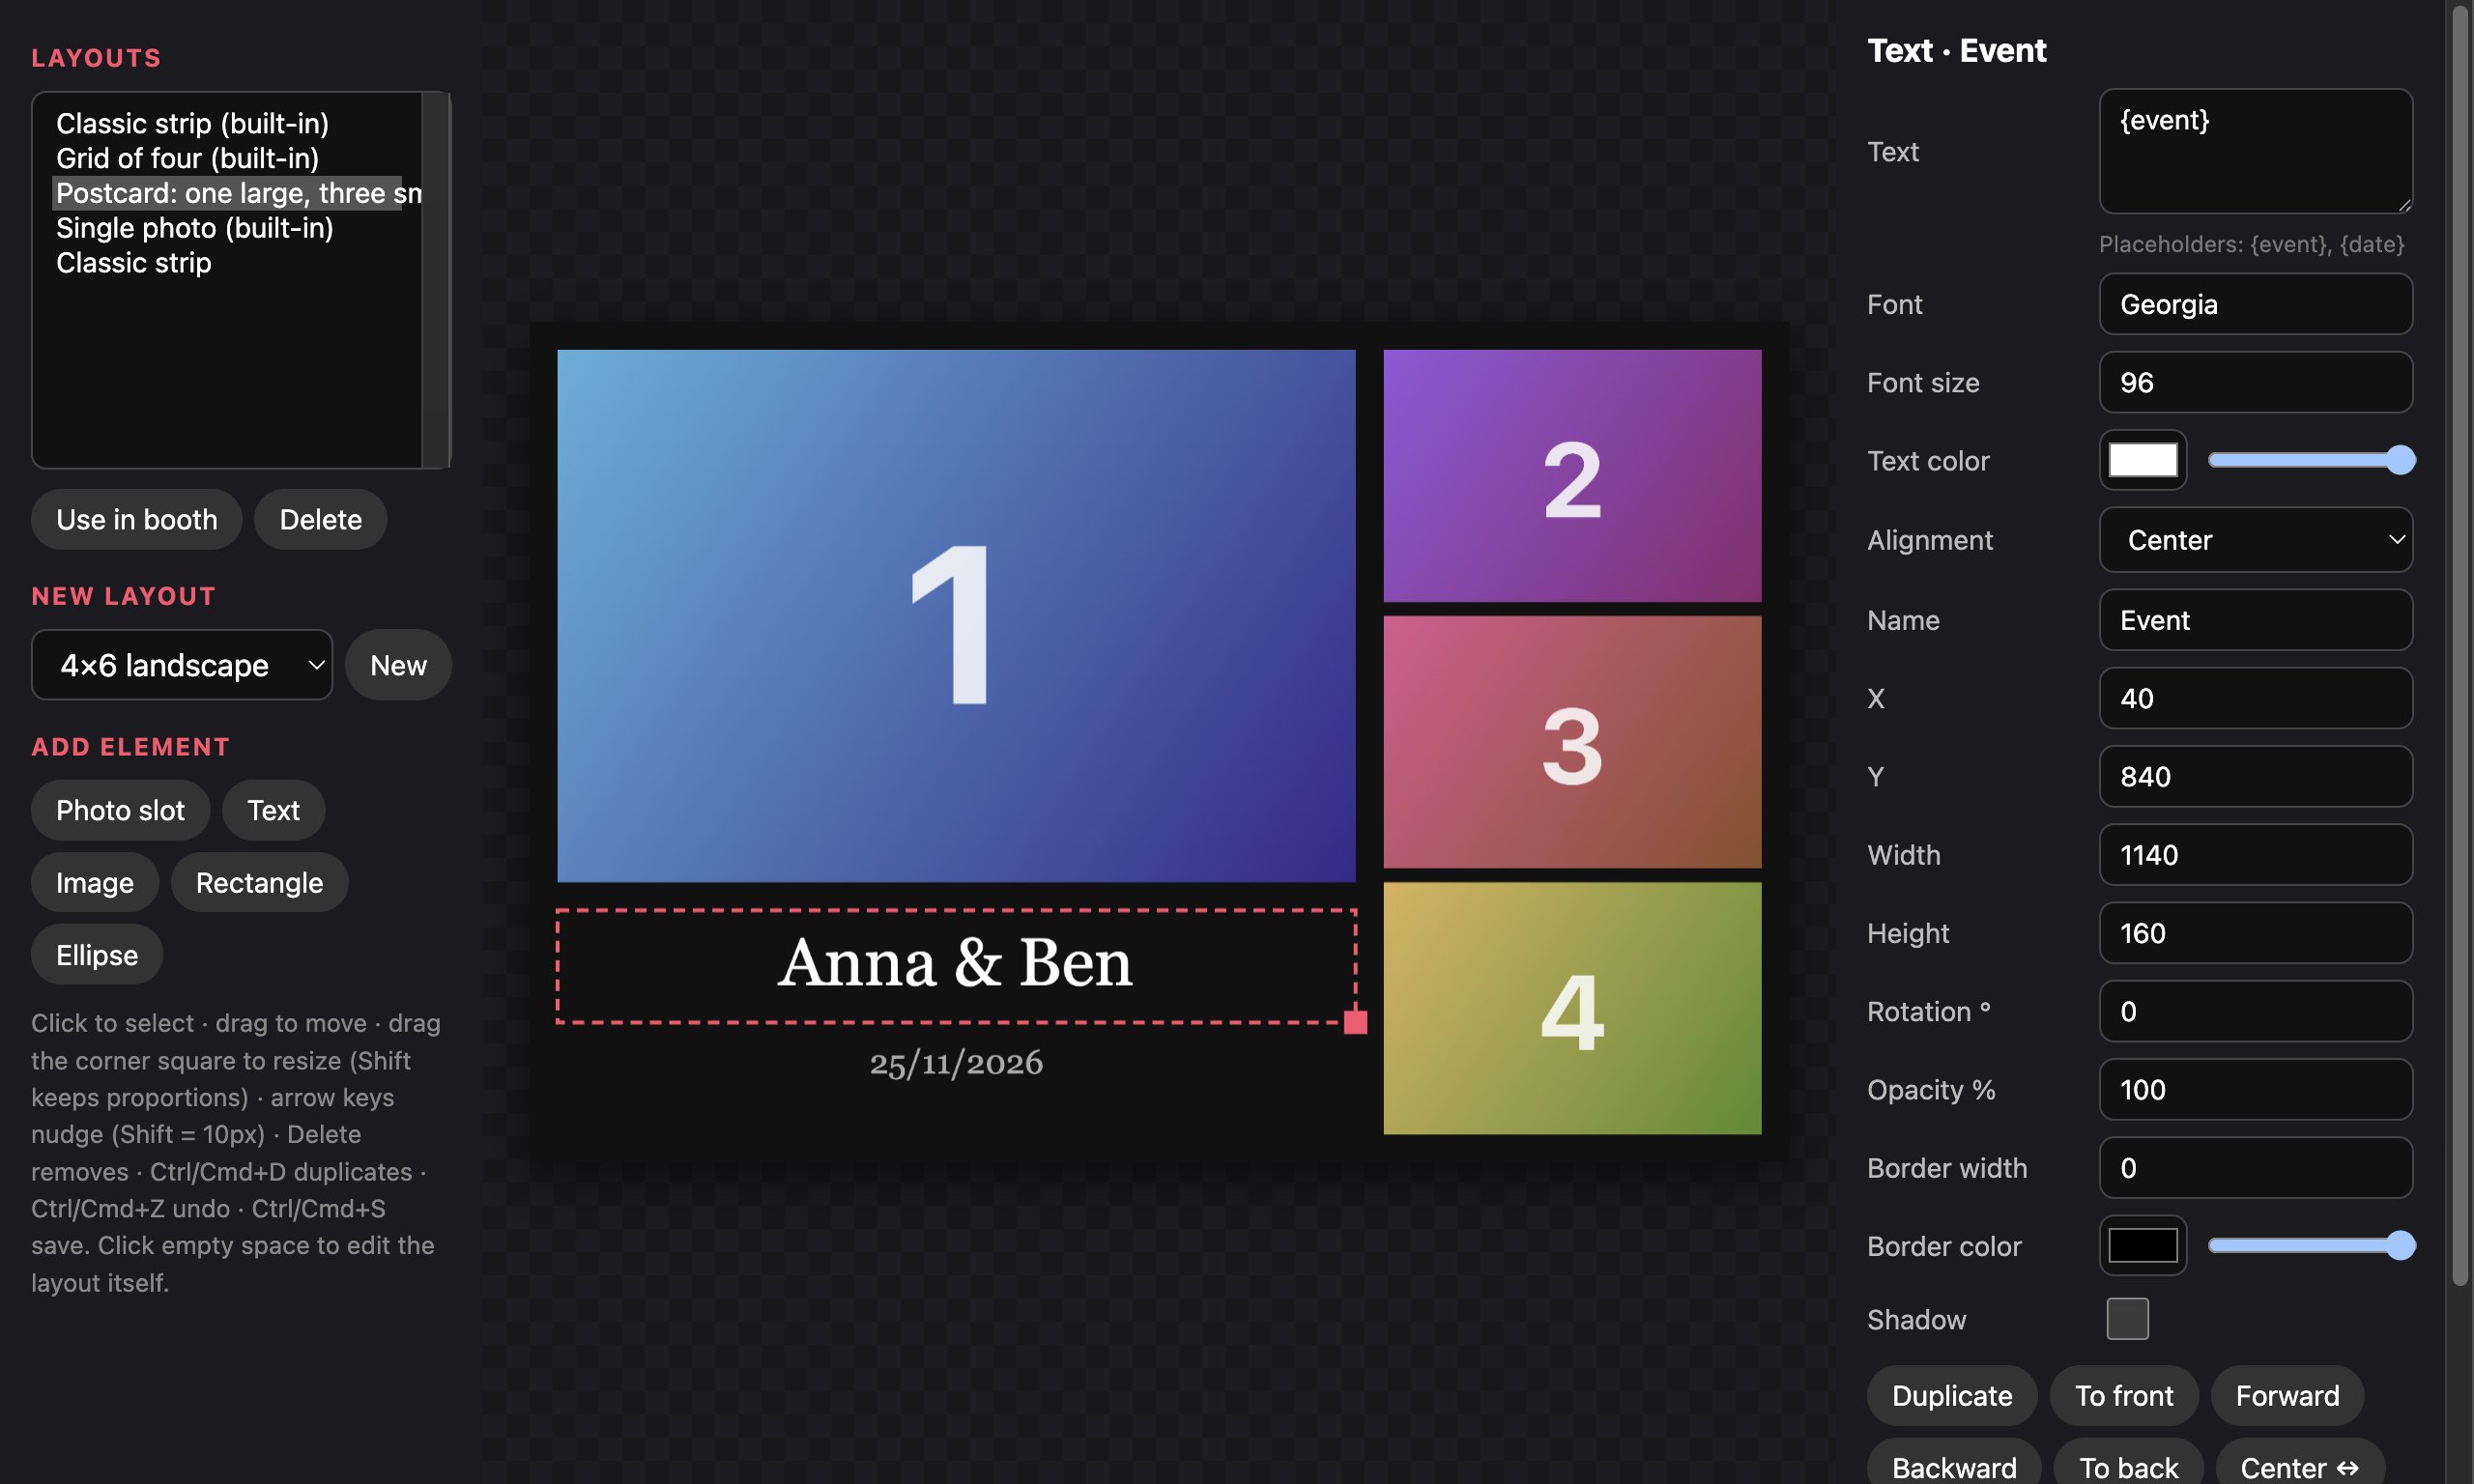 LAYOUTS
Classic strip (built-in)
Grid of four (built-in)
Postcard: one large, three sm
Single photo (built-in)
Classic strip
Use in booth
Delete
NEW LAYOUT
4×6 landscape
New
ADD ELEMENT
Photo slot
Text
Image
Rectangle
Ellipse
Click to select · drag to move · drag
the corner square to resize (Shift
keeps proportions) · arrow keys
nudge (Shift = 10px) · Delete
removes · Ctrl/Cmd+D duplicates ·
Ctrl/Cmd+Z undo · Ctrl/Cmd+S
save. Click empty space to edit the
layout itself.
1
2
3
4
Anna & Ben
25/11/2026
Text · Event
Text
{event}
Placeholders: {event}, {date}
Font
Georgia
Font size
96
Text color
Alignment
Center
Name
Event
X
40
Y
840
Width
1140
Height
160
Rotation °
0
Opacity %
100
Border width
0
Border color
Shadow
Duplicate
To front
Forward
Backward
To back
Center ↔